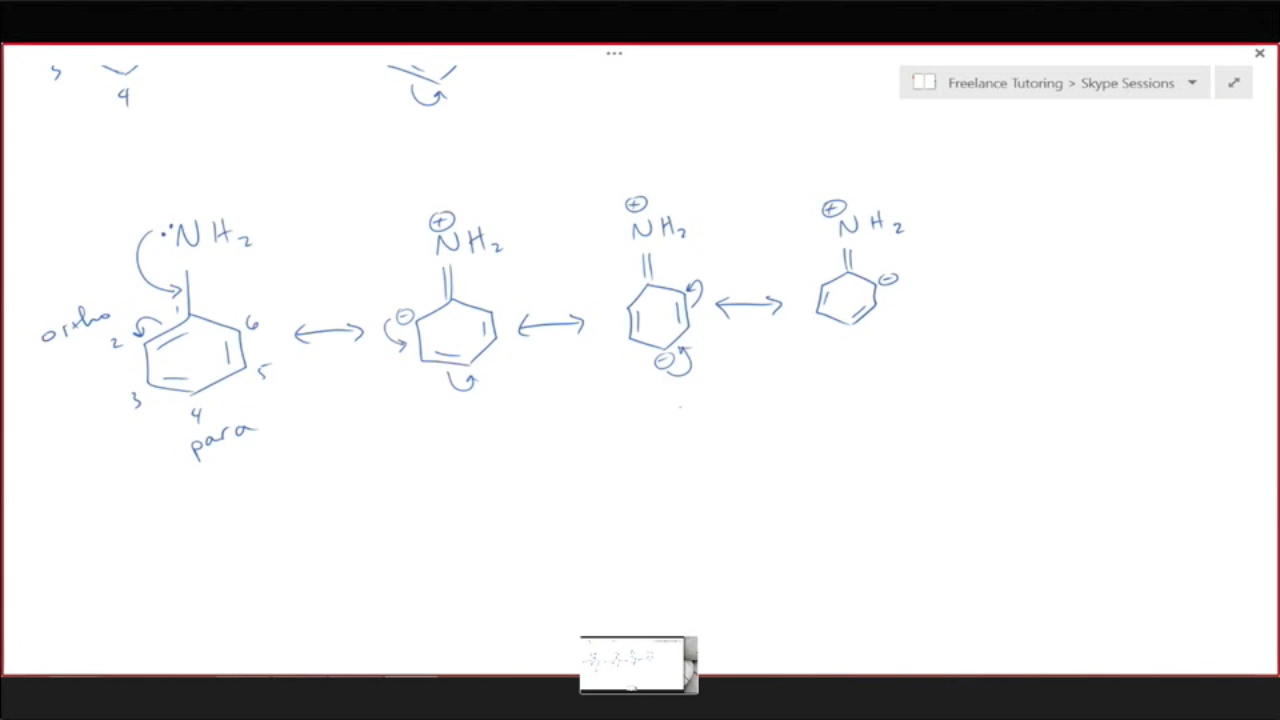 4
Freelance Tutoring > Skype Sessions
··NH2
⊕
NH2
⊕
NH2
⊕
NH2
ortho
1
2
3
4
5
6
para
⊖
⊖
⊖